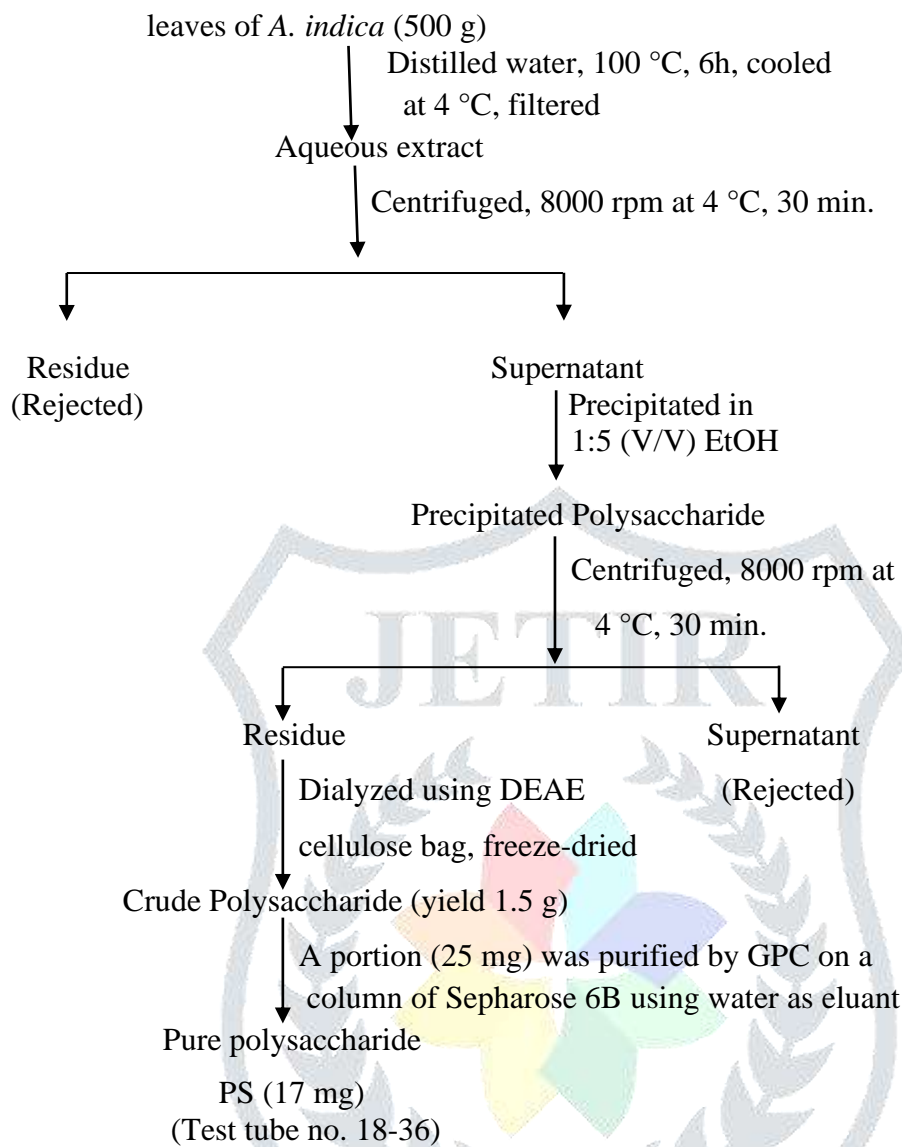 leaves of A. indica (500 g)
Distilled water, 100 °C, 6h, cooled
at 4 °C, filtered
Aqueous extract
Centrifuged, 8000 rpm at 4 °C, 30 min.
Residue
(Rejected)
Supernatant
Precipitated in
1:5 (V/V) EtOH
Precipitated Polysaccharide
Centrifuged, 8000 rpm at
4 °C, 30 min.
JETIR
Residue
Supernatant
(Rejected)
Dialyzed using DEAE
cellulose bag, freeze-dried
Crude Polysaccharide (yield 1.5 g)
A portion (25 mg) was purified by GPC on a
column of Sepharose 6B using water as eluant
Pure polysaccharide
PS (17 mg)
(Test tube no. 18-36)